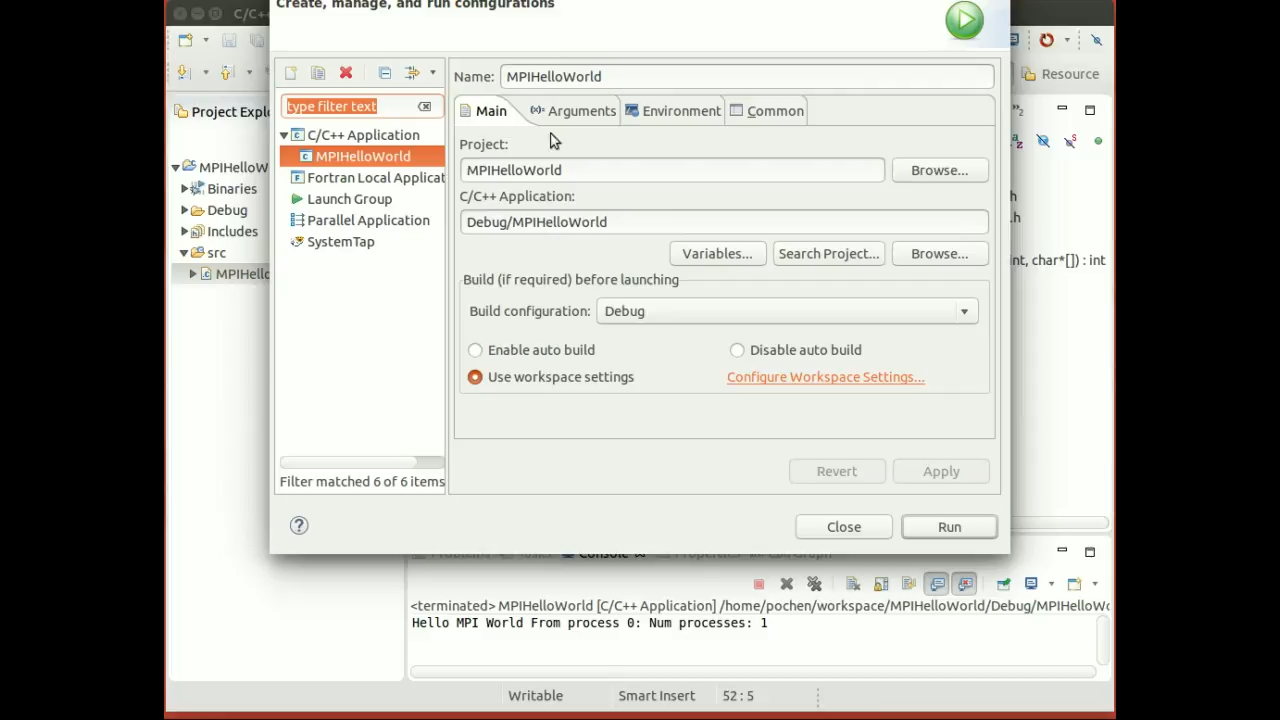 C/C
Create, manage, and run configurations
Resource
Name: MPIHelloWorld
type filter text
Main
Arguments
Environment
Common
Project Expl
C/C++ Application
MPIHelloWorld
Fortran Local Applicat
Launch Group
Parallel Application
SystemTap
Filter matched 6 of 6 items
Project:
MPIHelloWorld
Browse...
C/C++ Application:
Debug/MPIHelloWorld
Variables...
Search Project...
Browse...
Build (if required) before launching
Build configuration: Debug
Enable auto build
Disable auto build
Use workspace settings
Configure Workspace Settings...
Revert
Apply
Close
Run
MPIHelloW
Binaries
Debug
Includes
src
MPIHello
h
.h
int, char*[]) : int
Console
<terminated> MPIHelloWorld [C/C++ Application] /home/pochen/workspace/MPIHelloWorld/Debug/MPIHelloWo
Hello MPI World From process 0: Num processes: 1
Writable
Smart Insert
52 : 5